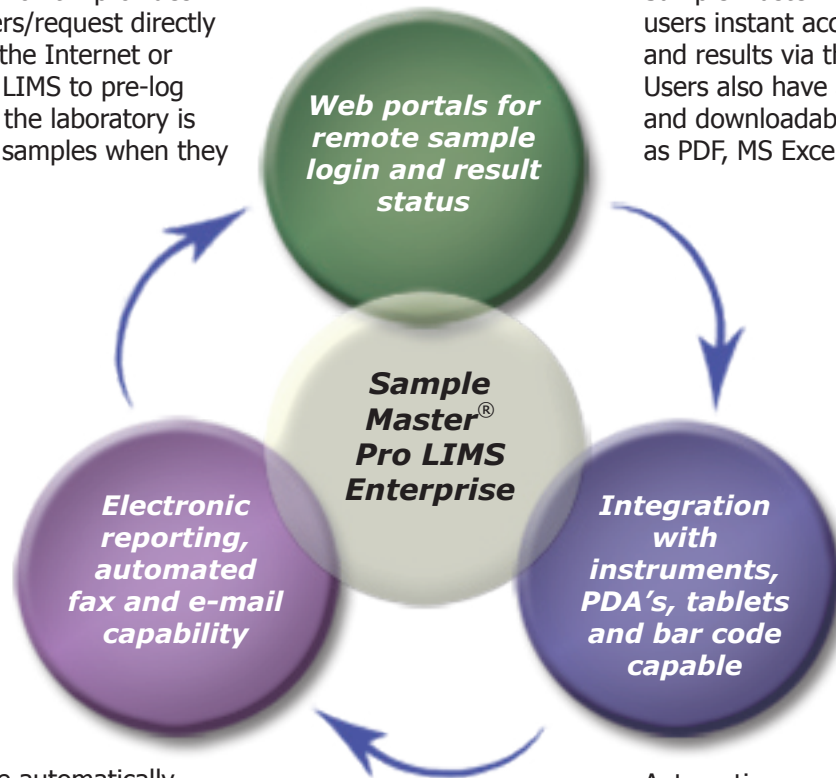 ers/request directly
the Internet or
LIMS to pre-log
the laboratory is
samples when they
users instant acc
and results via th
Users also have
and downloadab
as PDF, MS Exce
Web portals for
remote sample
login and result
status
Sample
Master®
Pro LIMS
Enterprise
Electronic
reporting,
automated
fax and e-mail
capability
Integration
with
instruments,
PDA's, tablets
and bar code
capable
automatically